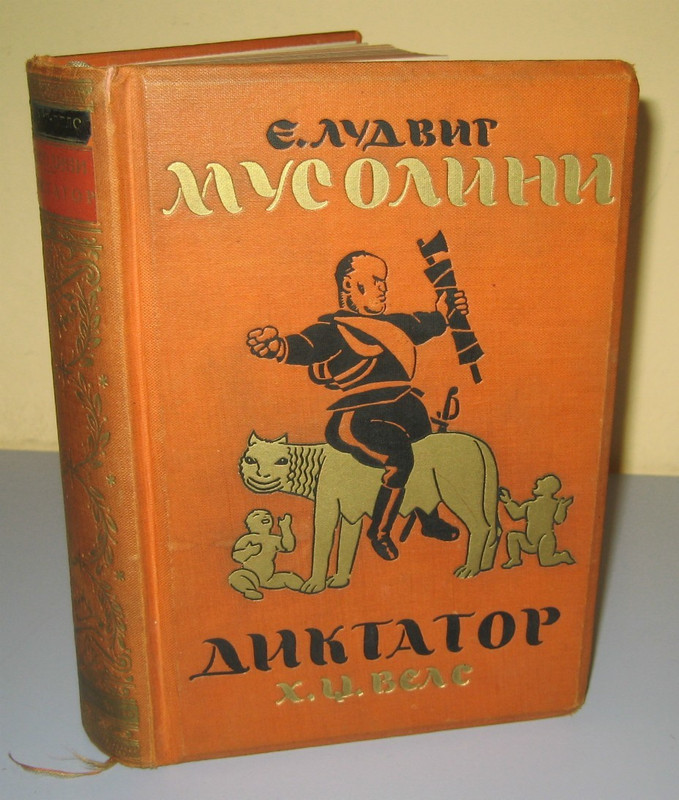 Е. ЛУДВИГ
МУСОЛИНИ
ДИКТАТОР
Х. Џ. ВЕЛС